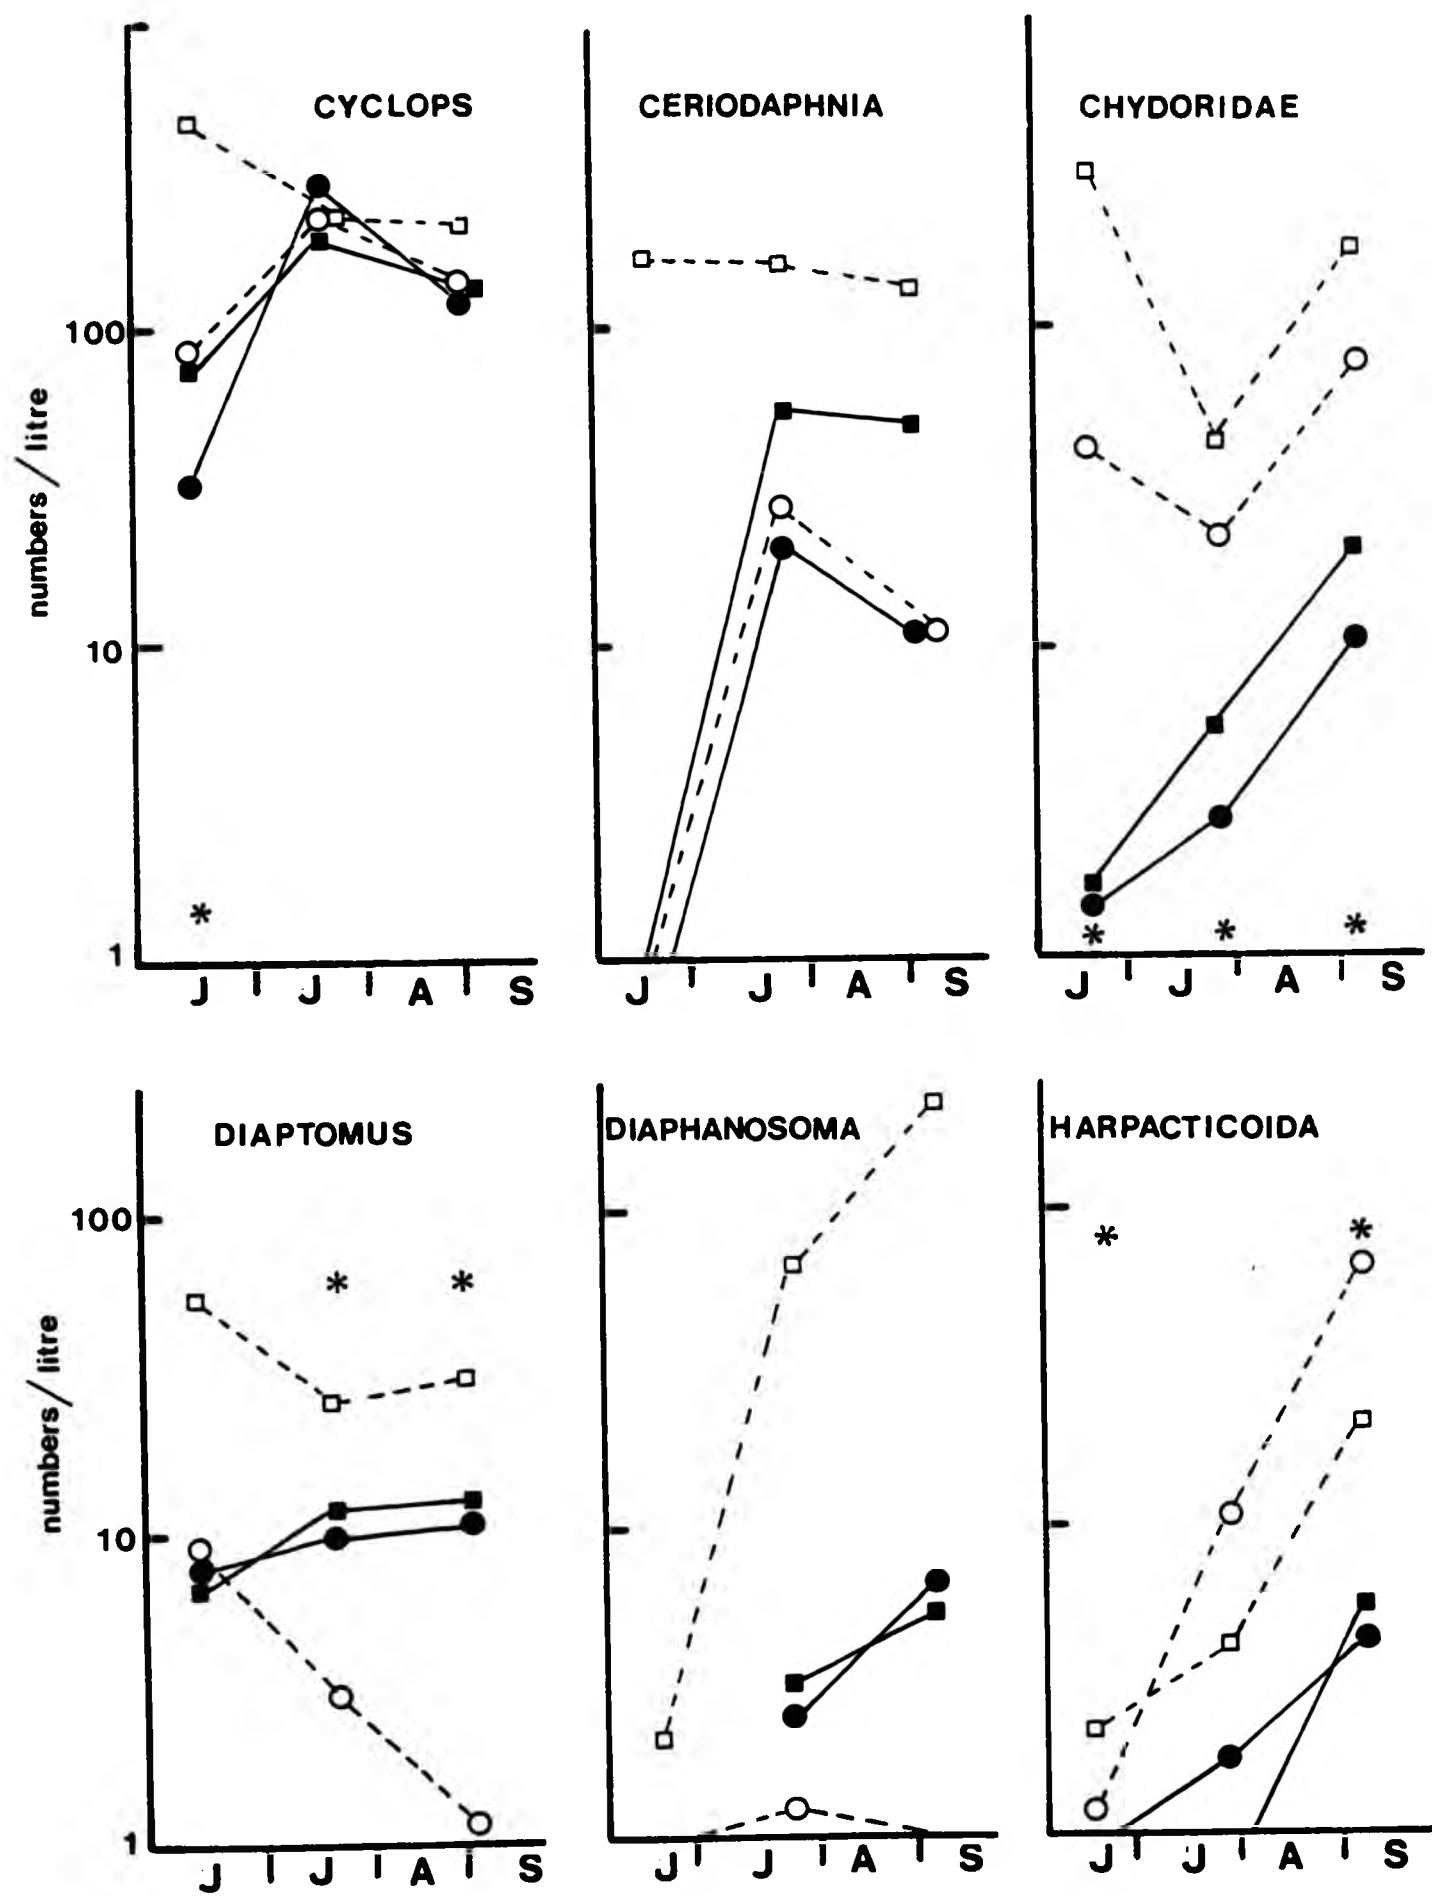 CYCLOPS
CERIODAPHNIA
CHYDORIDAE
100
10
1
numbers/litre
*
* * *
J J A S
J J A S
J J A S
DIAPTOMUS
DIAPHANOSOMA
HARPACTICOIDA
100
10
1
numbers/litre
* *
* *
J J A S
J J A S
J J A S